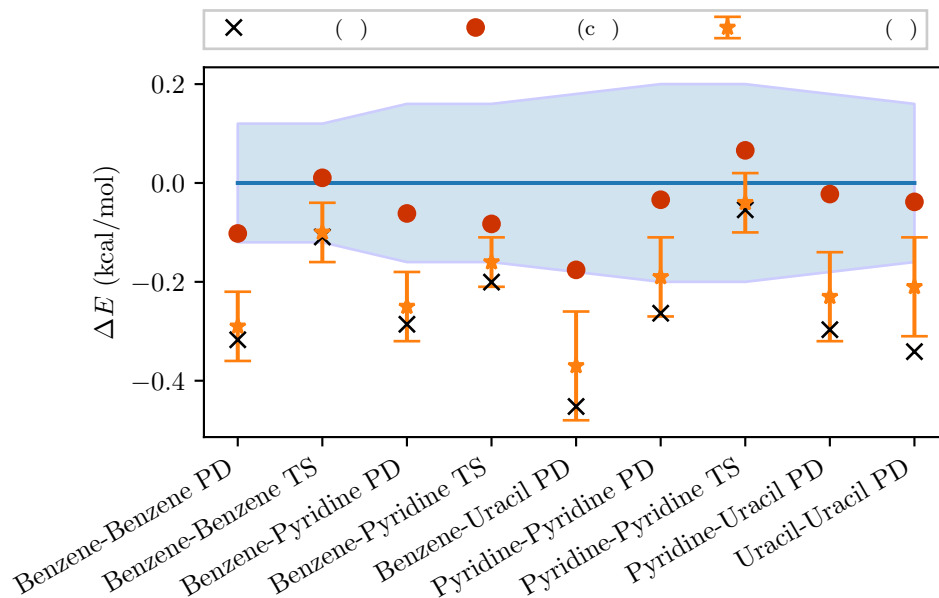 ( )
(c )
( )
ΔE (kcal/mol)
0.2
0.0
−0.2
−0.4
Benzene-Benzene PD
Benzene-Benzene TS
Benzene-Pyridine PD
Benzene-Pyridine TS
Benzene-Uracil PD
Pyridine-Pyridine PD
Pyridine-Pyridine TS
Pyridine-Uracil PD
Uracil-Uracil PD